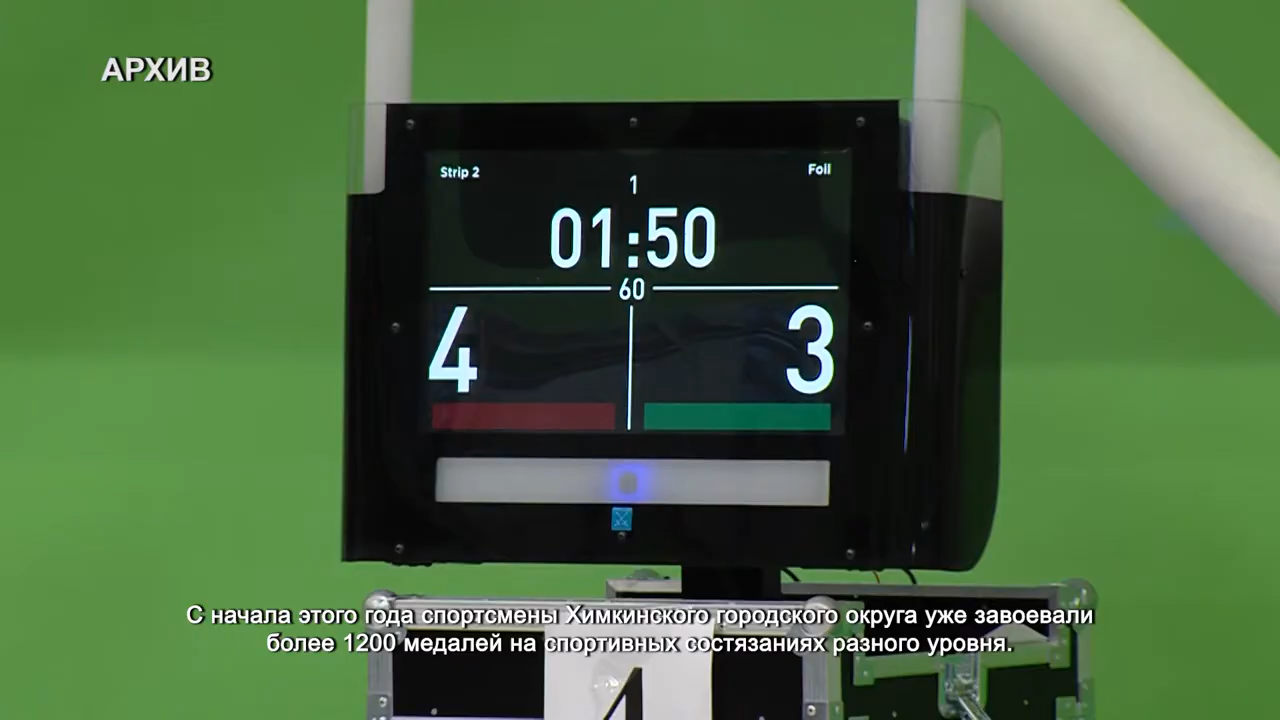 АРХИВ
Strip 2
Foil
1
01:50
60
4
3
С начала этого года спортсмены Химкинского городского округа уже завоевали
более 1200 медалей на спортивных состязаниях разного уровня.